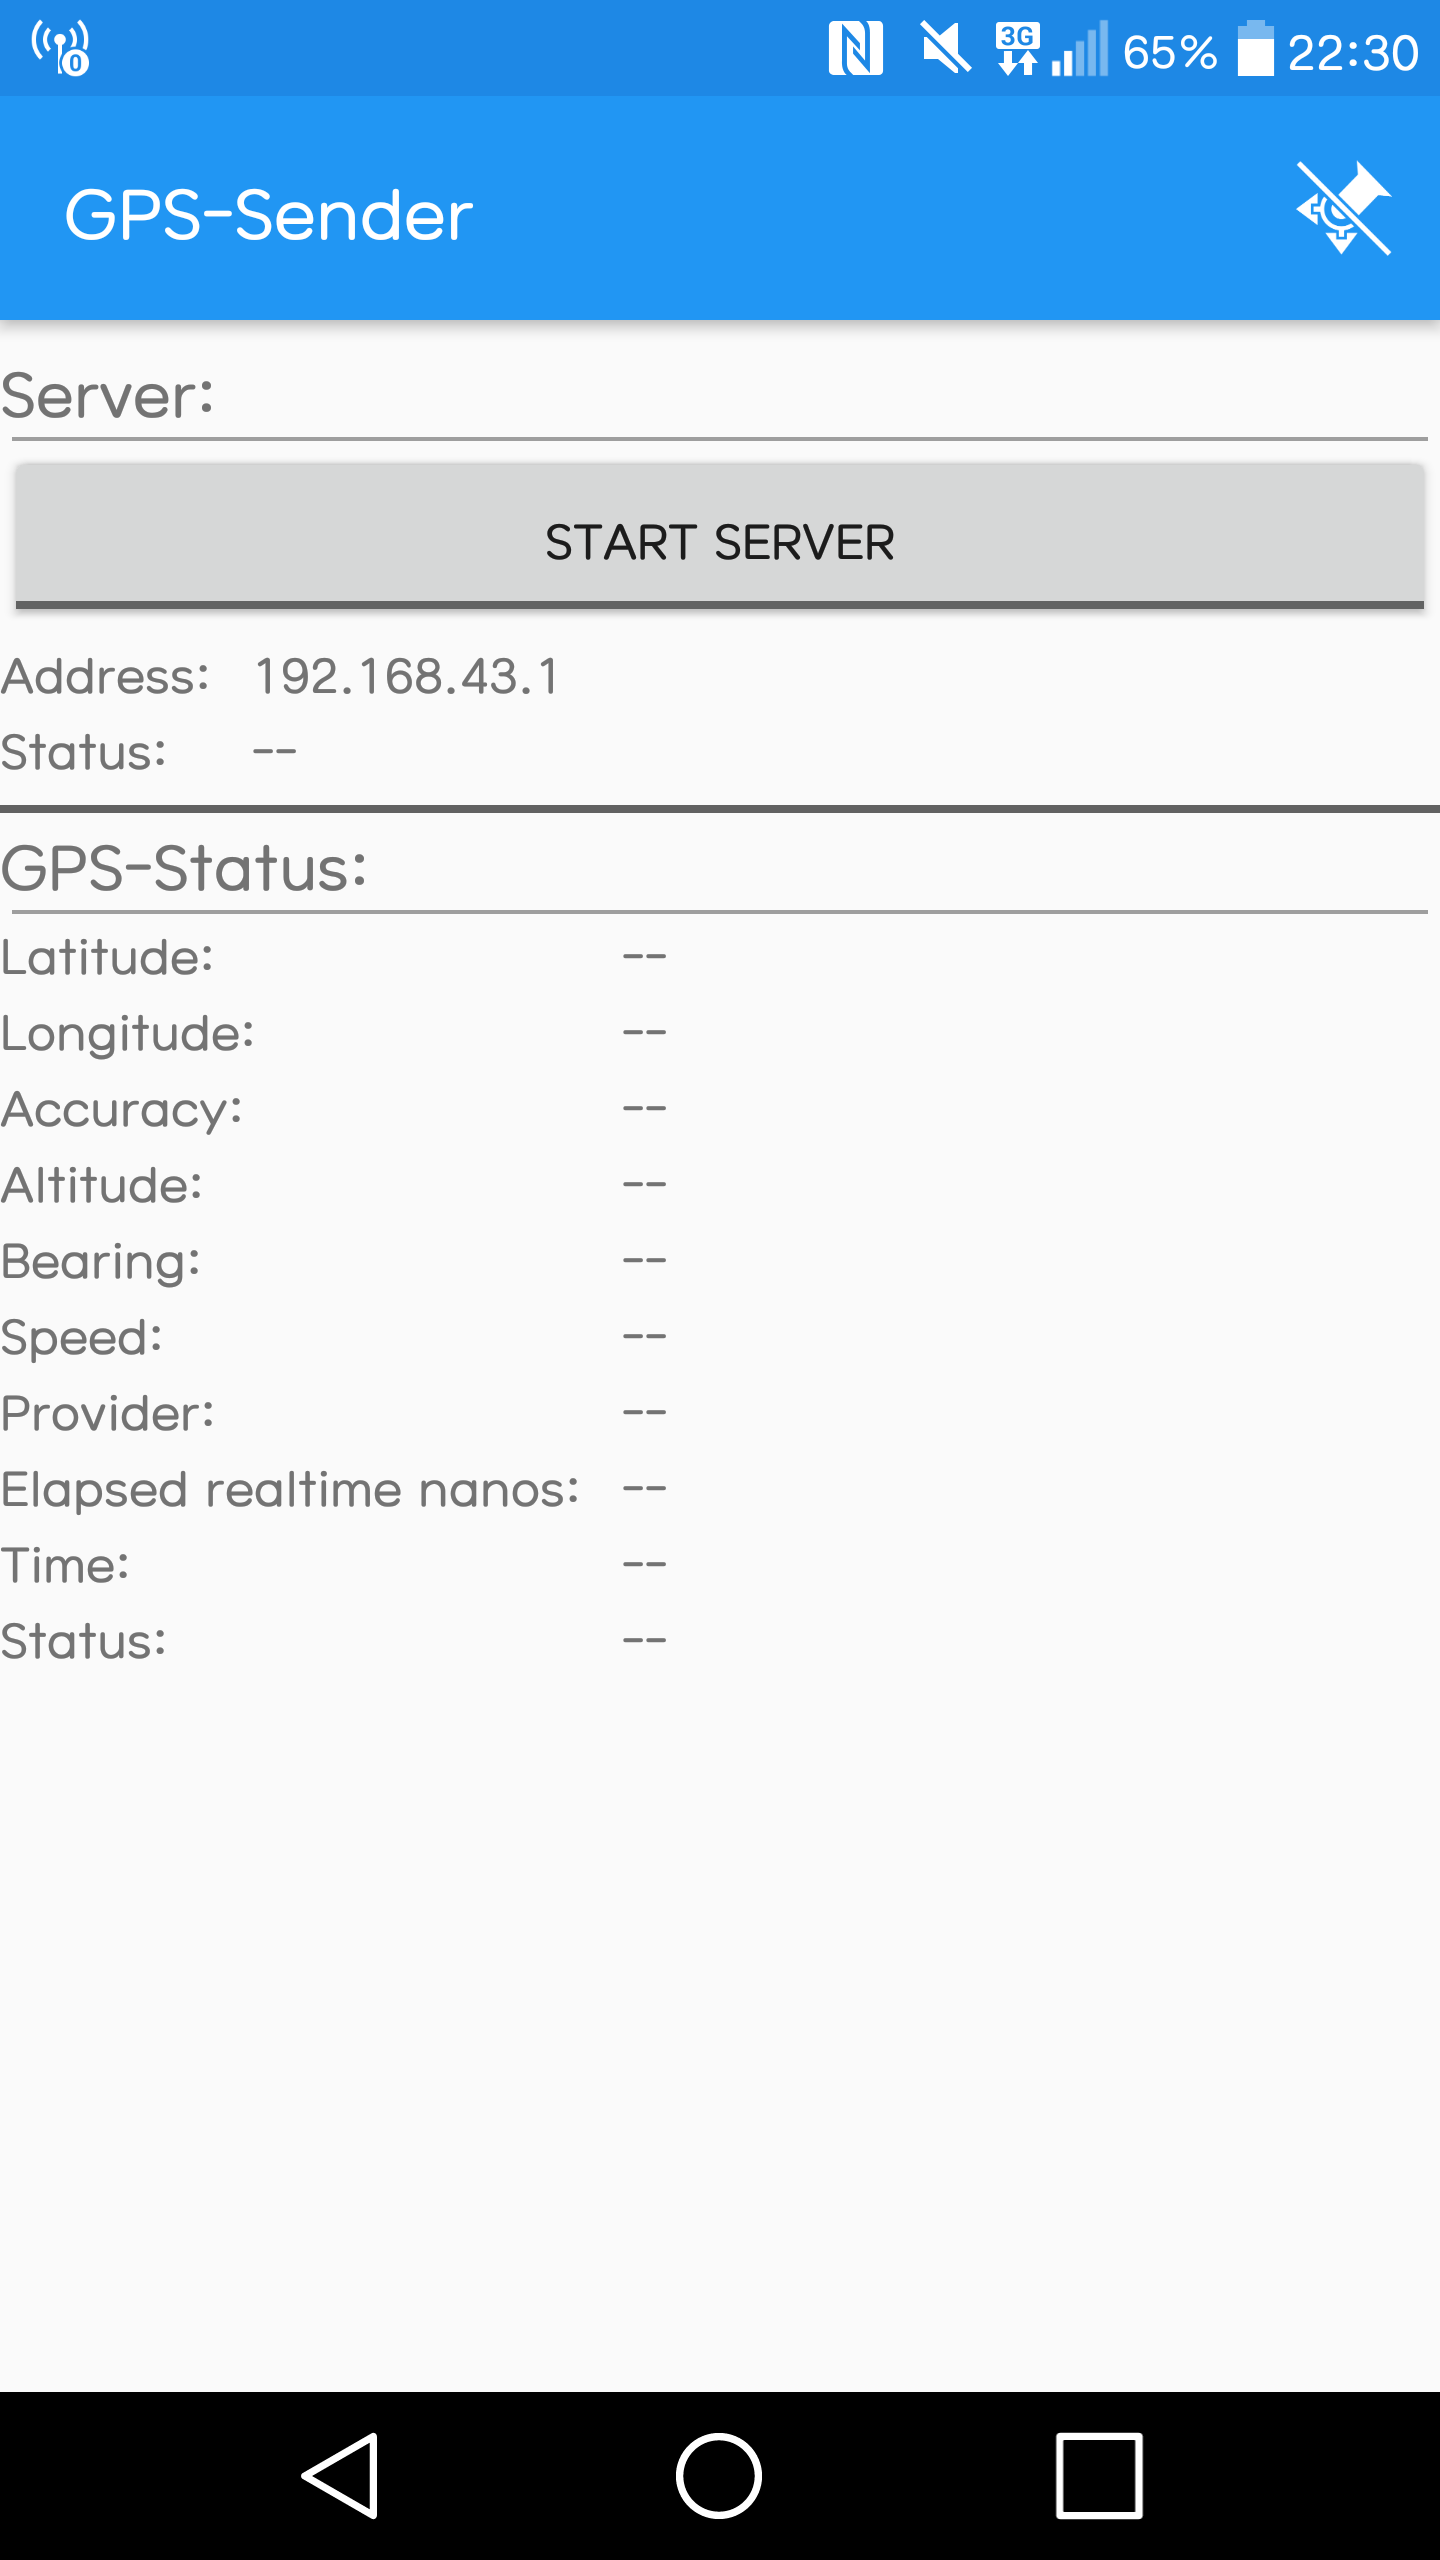 0 3G 65% 22:30
GPS-Sender
Server:
START SERVER
Address: 192.168.43.1
Status: --
GPS-Status:
Latitude: --
Longitude: --
Accuracy: --
Altitude: --
Bearing: --
Speed: --
Provider: --
Elapsed realtime nanos: --
Time: --
Status: --